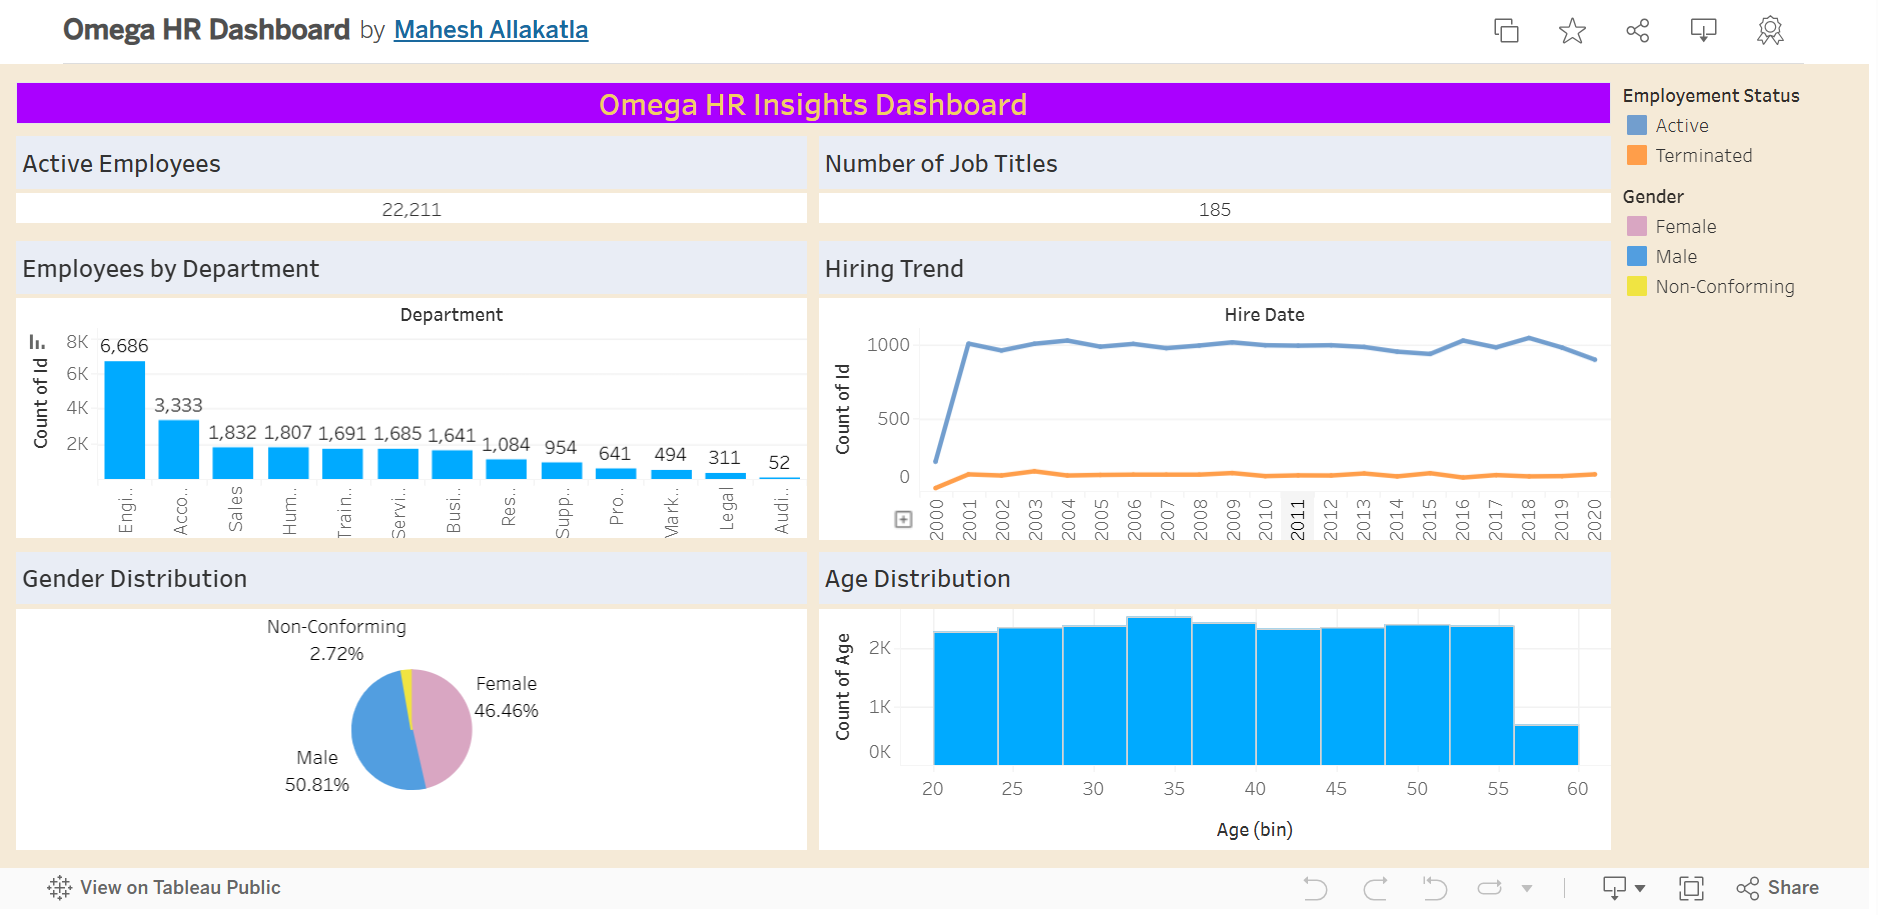 Omega HR Dashboard by Mahesh Allakatla
Omega HR Insights Dashboard
Employement Status
Active
Terminated
Gender
Female
Male
Non-Conforming
Active Employees
22,211
Number of Job Titles
185
Employees by Department
Department
Count of Id
8K
6K
4K
2K
6,686
3,333
1,832
1,807
1,691
1,685
1,641
1,084
954
641
494
311
52
Engi..
Acco..
Sales
Hum..
Train..
Servi..
Busi..
Res..
Supp..
Pro..
Mark..
Legal
Audi..
Hiring Trend
Hire Date
Count of Id
1000
500
0
2000
2001
2002
2003
2004
2005
2006
2007
2008
2009
2010
2011
2012
2013
2014
2015
2016
2017
2018
2019
2020
Gender Distribution
Non-Conforming
2.72%
Female
46.46%
Male
50.81%
Age Distribution
Count of Age
2K
1K
0K
20
25
30
35
40
45
50
55
60
Age (bin)
View on Tableau Public
Share